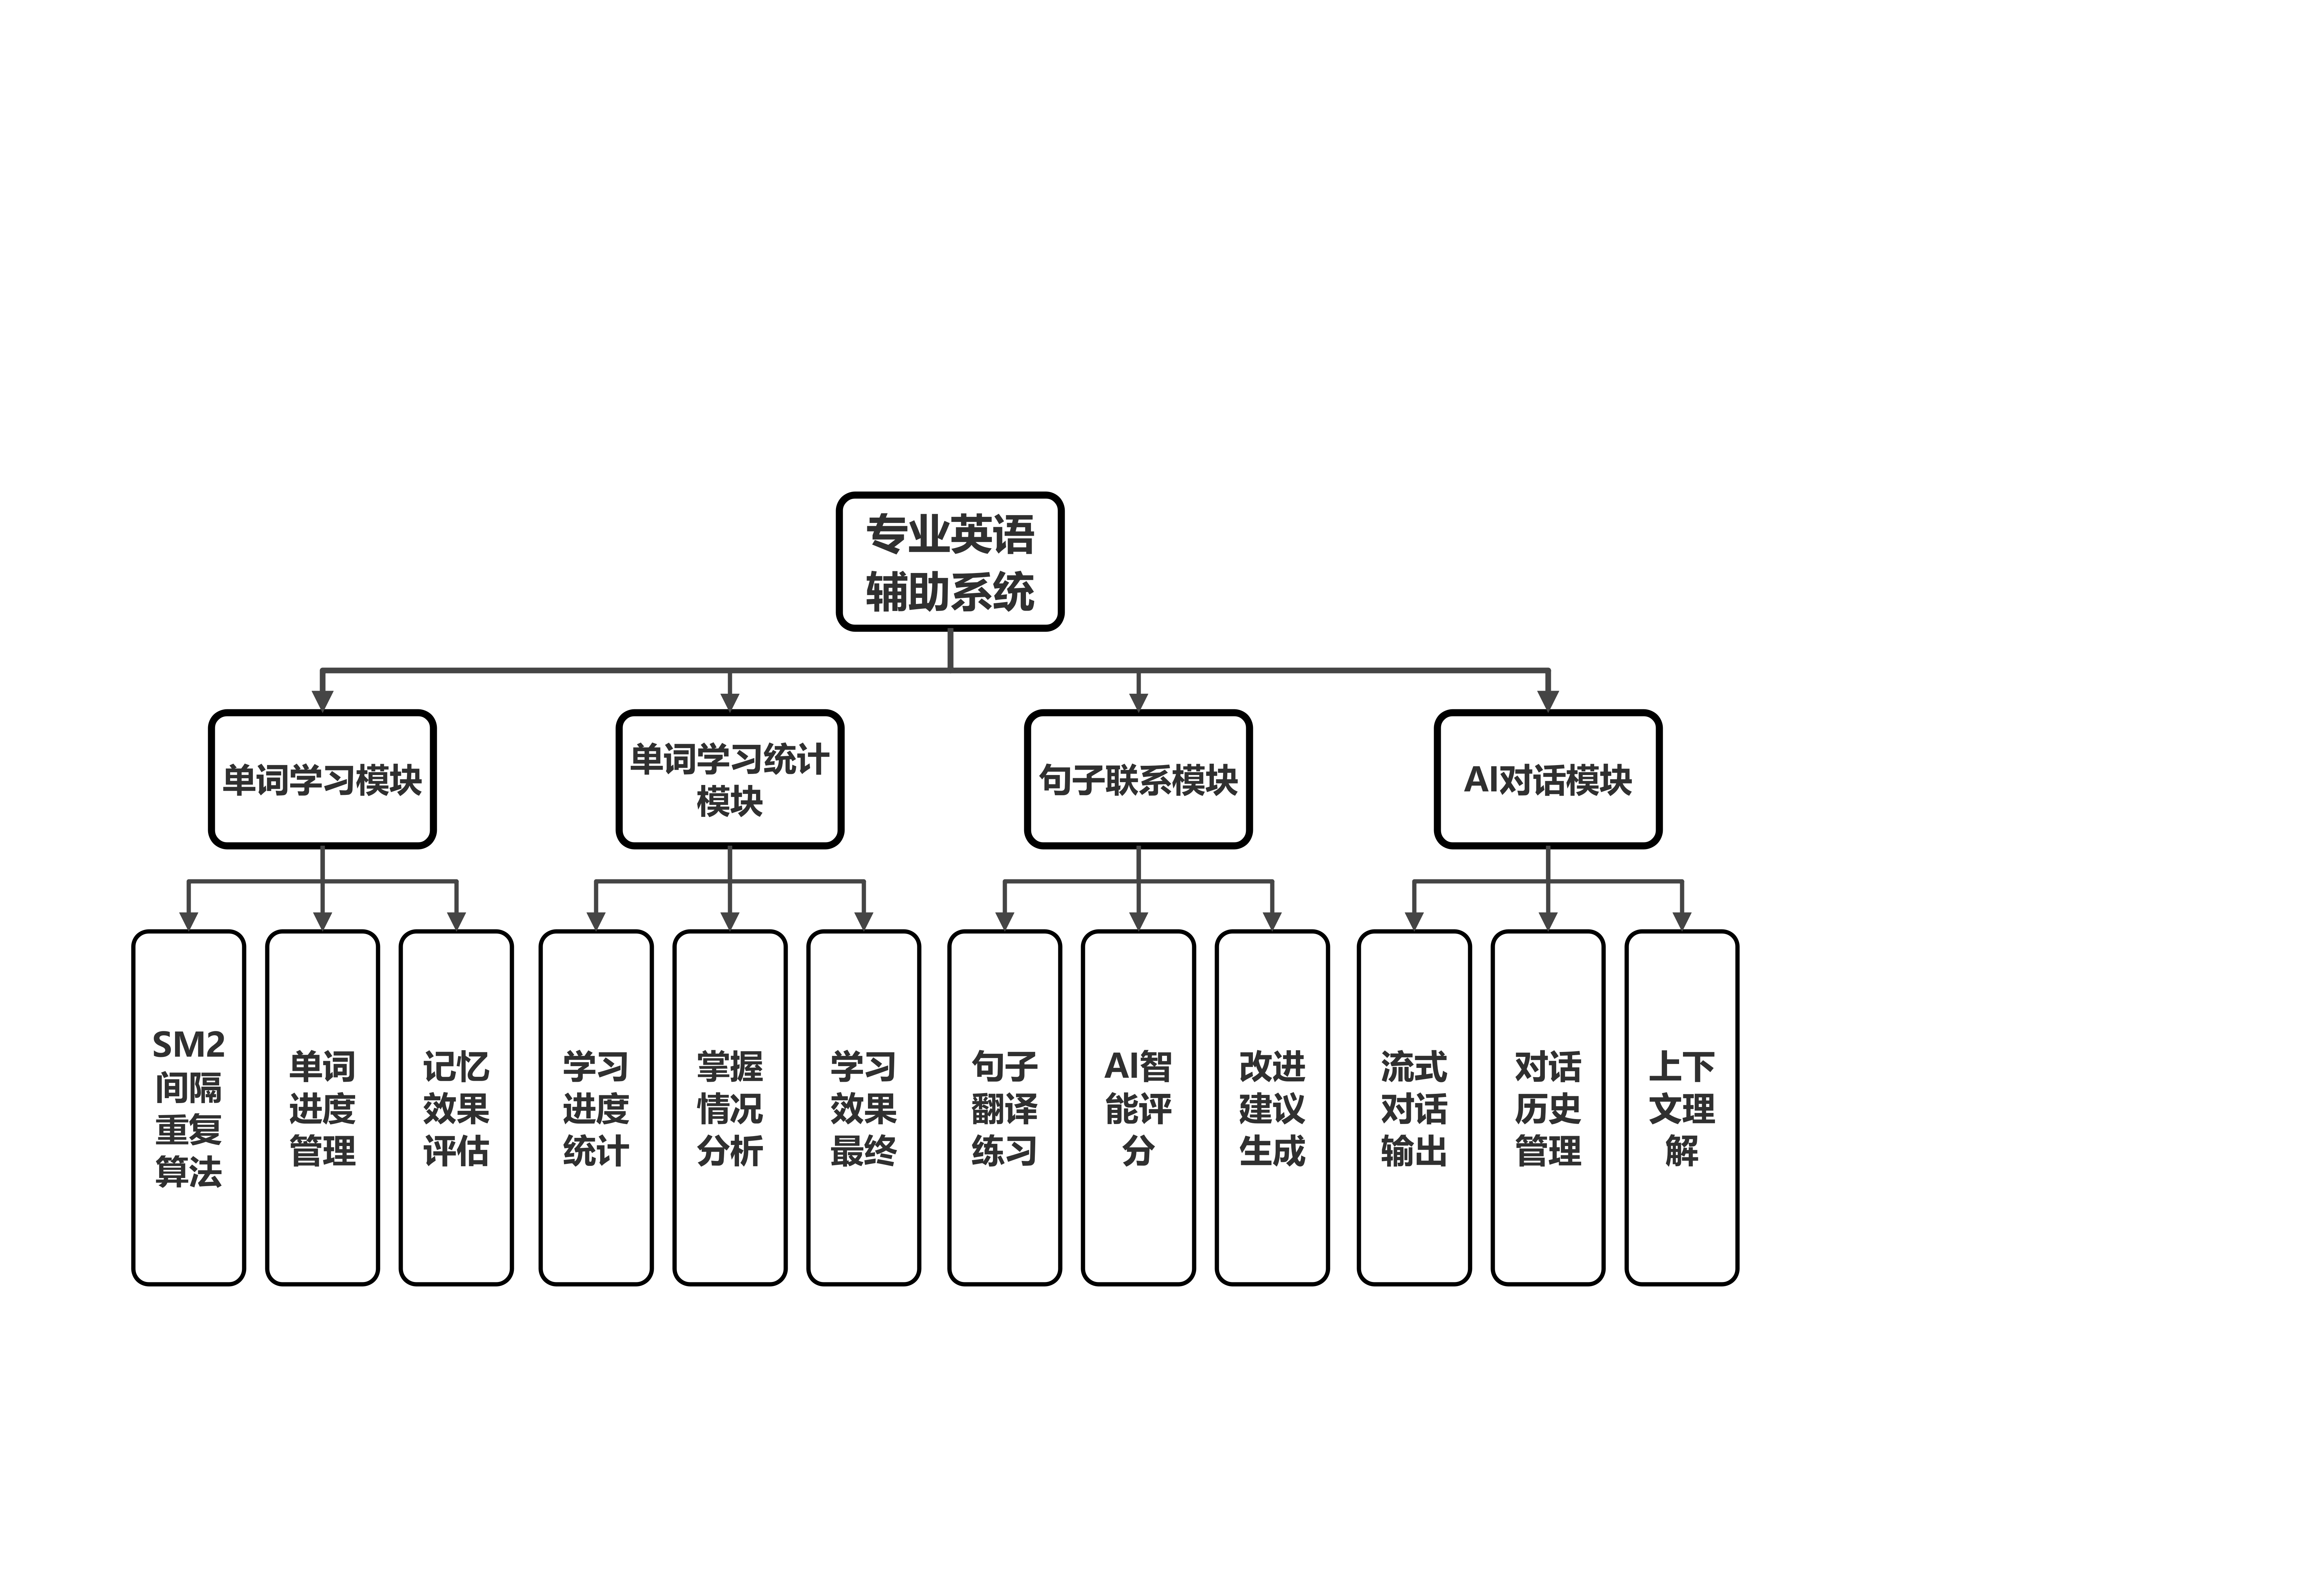 专业英语
辅助系统
单词学习模块
单词学习统计
模块
句子联系模块
AI对话模块
SM2
间隔
重复
算法
单词
进度
管理
记忆
效果
评估
学习
进度
统计
掌握
情况
分析
学习
效果
最终
句子
翻译
练习
AI智
能评
分
改进
建议
生成
流式
对话
输出
对话
历史
管理
上下
文理
解